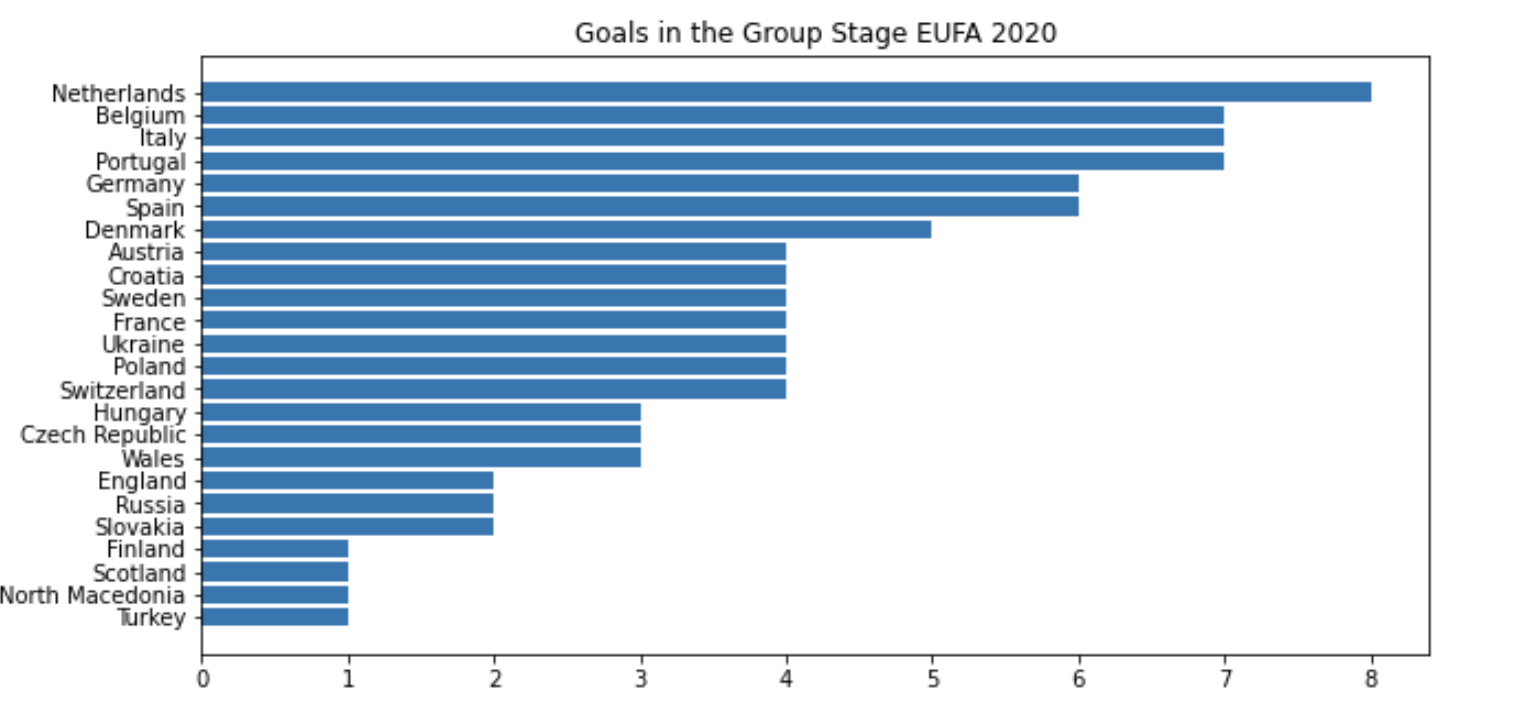 Goals in the Group Stage EUFA 2020
Netherlands
Belgium
Italy
Portugal
Germany
Spain
Denmark
Austria
Croatia
Sweden
France
Ukraine
Poland
Switzerland
Hungary
Czech Republic
Wales
England
Russia
Slovakia
Finland
Scotland
North Macedonia
Turkey
0 1 2 3 4 5 6 7 8